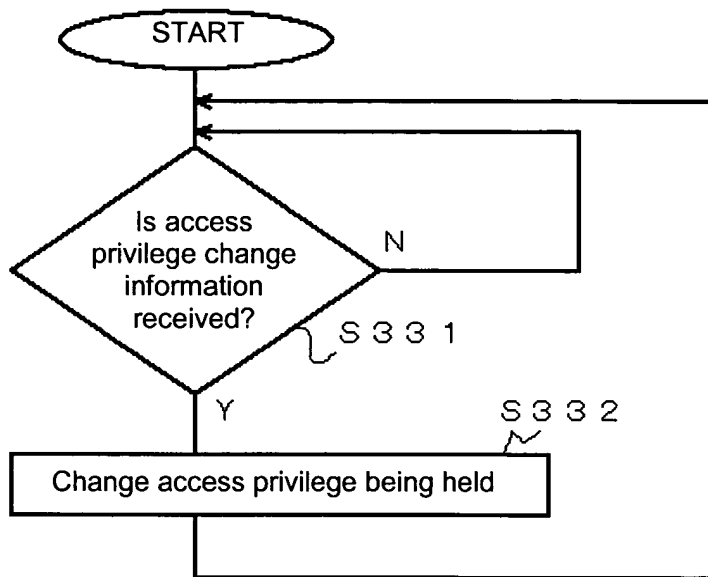 START
Is access
privilege change
information
received?
N
S331
Y
S332
Change access privilege being held